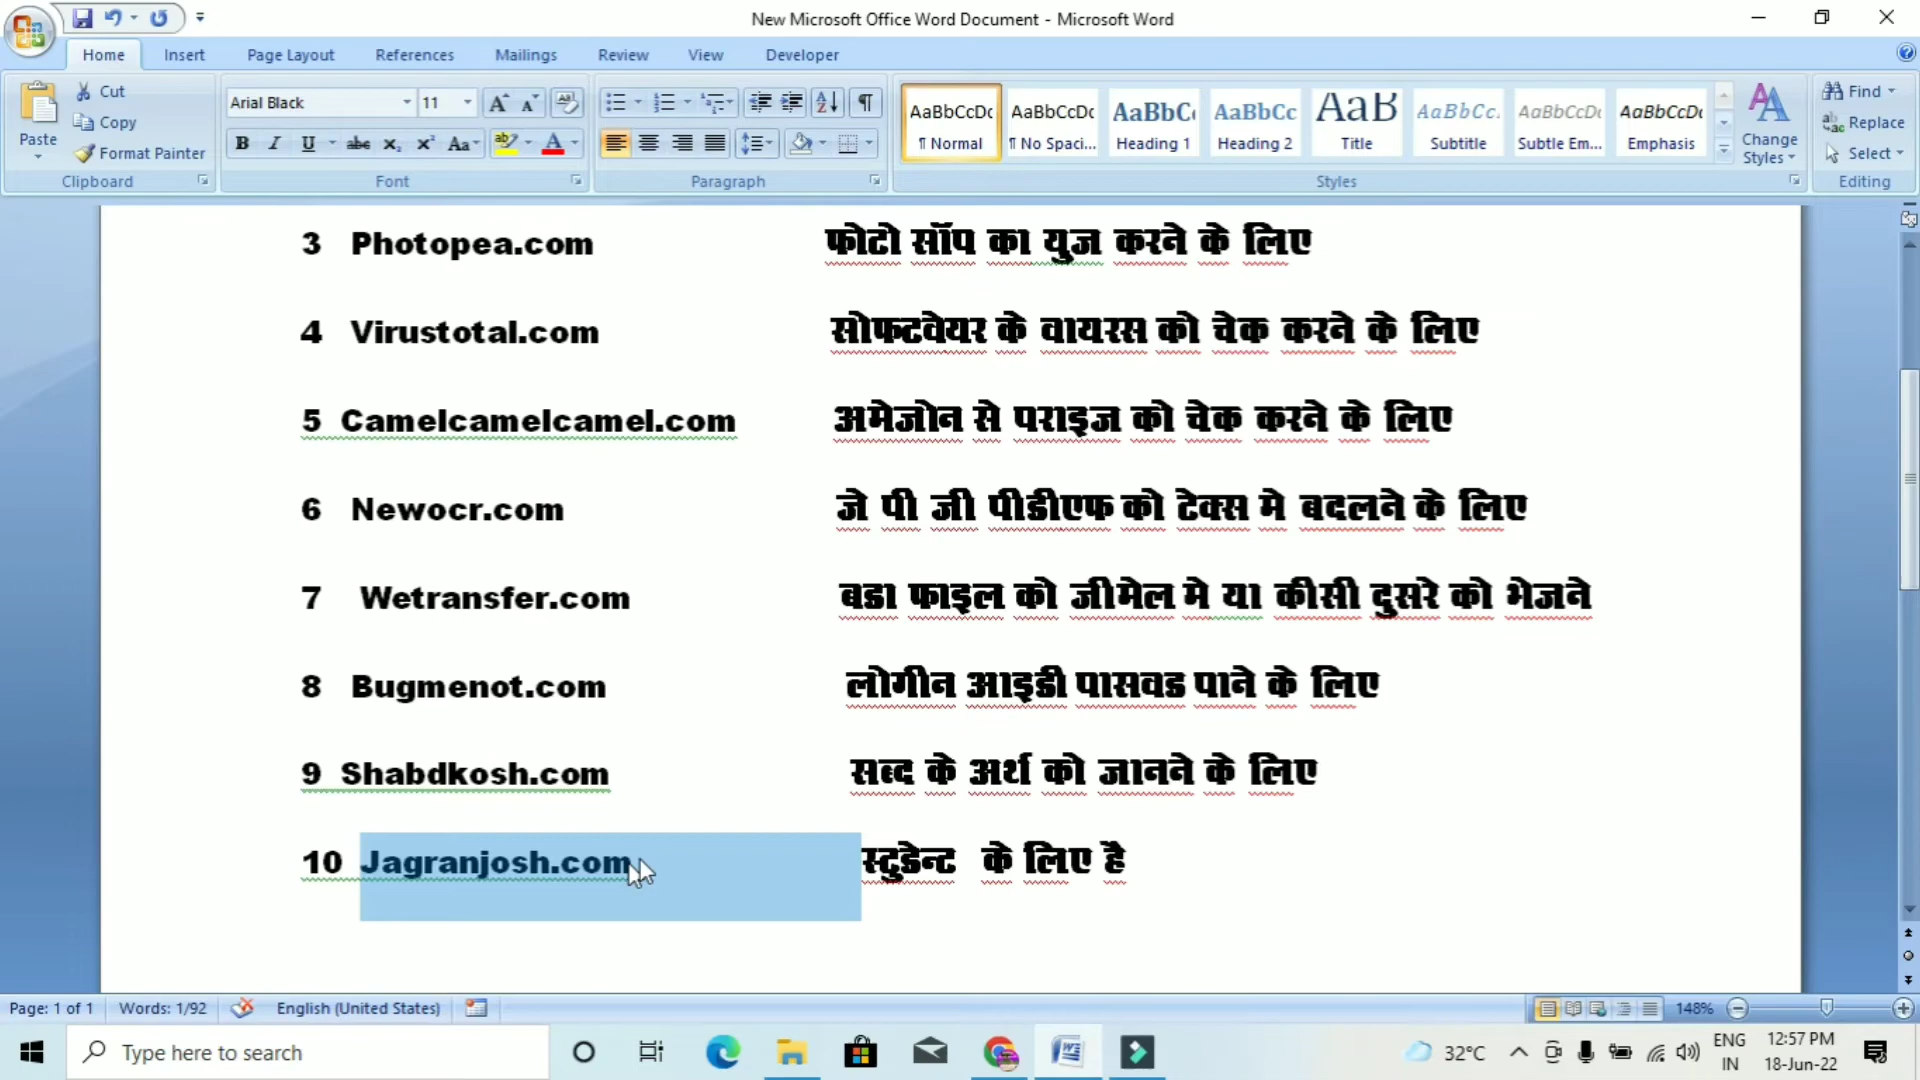 New Microsoft Office Word Document - Microsoft Word
Home Insert Page Layout References Mailings Review View Developer
Paste Cut Copy Format Painter Clipboard
Arial Black 11 Font
Paragraph
AaBbCcDc ¶ Normal AaBbCcDc ¶ No Spaci... AaBbC Heading 1 AaBbCc Heading 2 AaB Title AaBbCc. Subtitle AaBbCcDc Subtle Em... AaBbCcDc Emphasis Change Styles Styles
Find Replace Select Editing
3 Photopea.com फोटो सॉप का युज करने के लिए
4 Virustotal.com सोफटवेयर के वायरस को चेक करने के लिए
5 Camelcamelcamel.com अमेजोन से पराइज को चेक करने के लिए
6 Newocr.com जे पी जी पीडीएफ को टेक्स मे बदलने के लिए
7 Wetransfer.com बडा फाइल को जीमेल मे या कीसी दुसरे को भेजने
8 Bugmenot.com लोगीन आइडी पासवड पाने के लिए
9 Shabdkosh.com सब्द के अर्थ को जानने के लिए
10 Jagranjosh.com स्टुडेन्ट के लिए है
Page: 1 of 1 Words: 1/92 English (United States) 148%
Type here to search 32°C ENG IN 12:57 PM 18-Jun-22